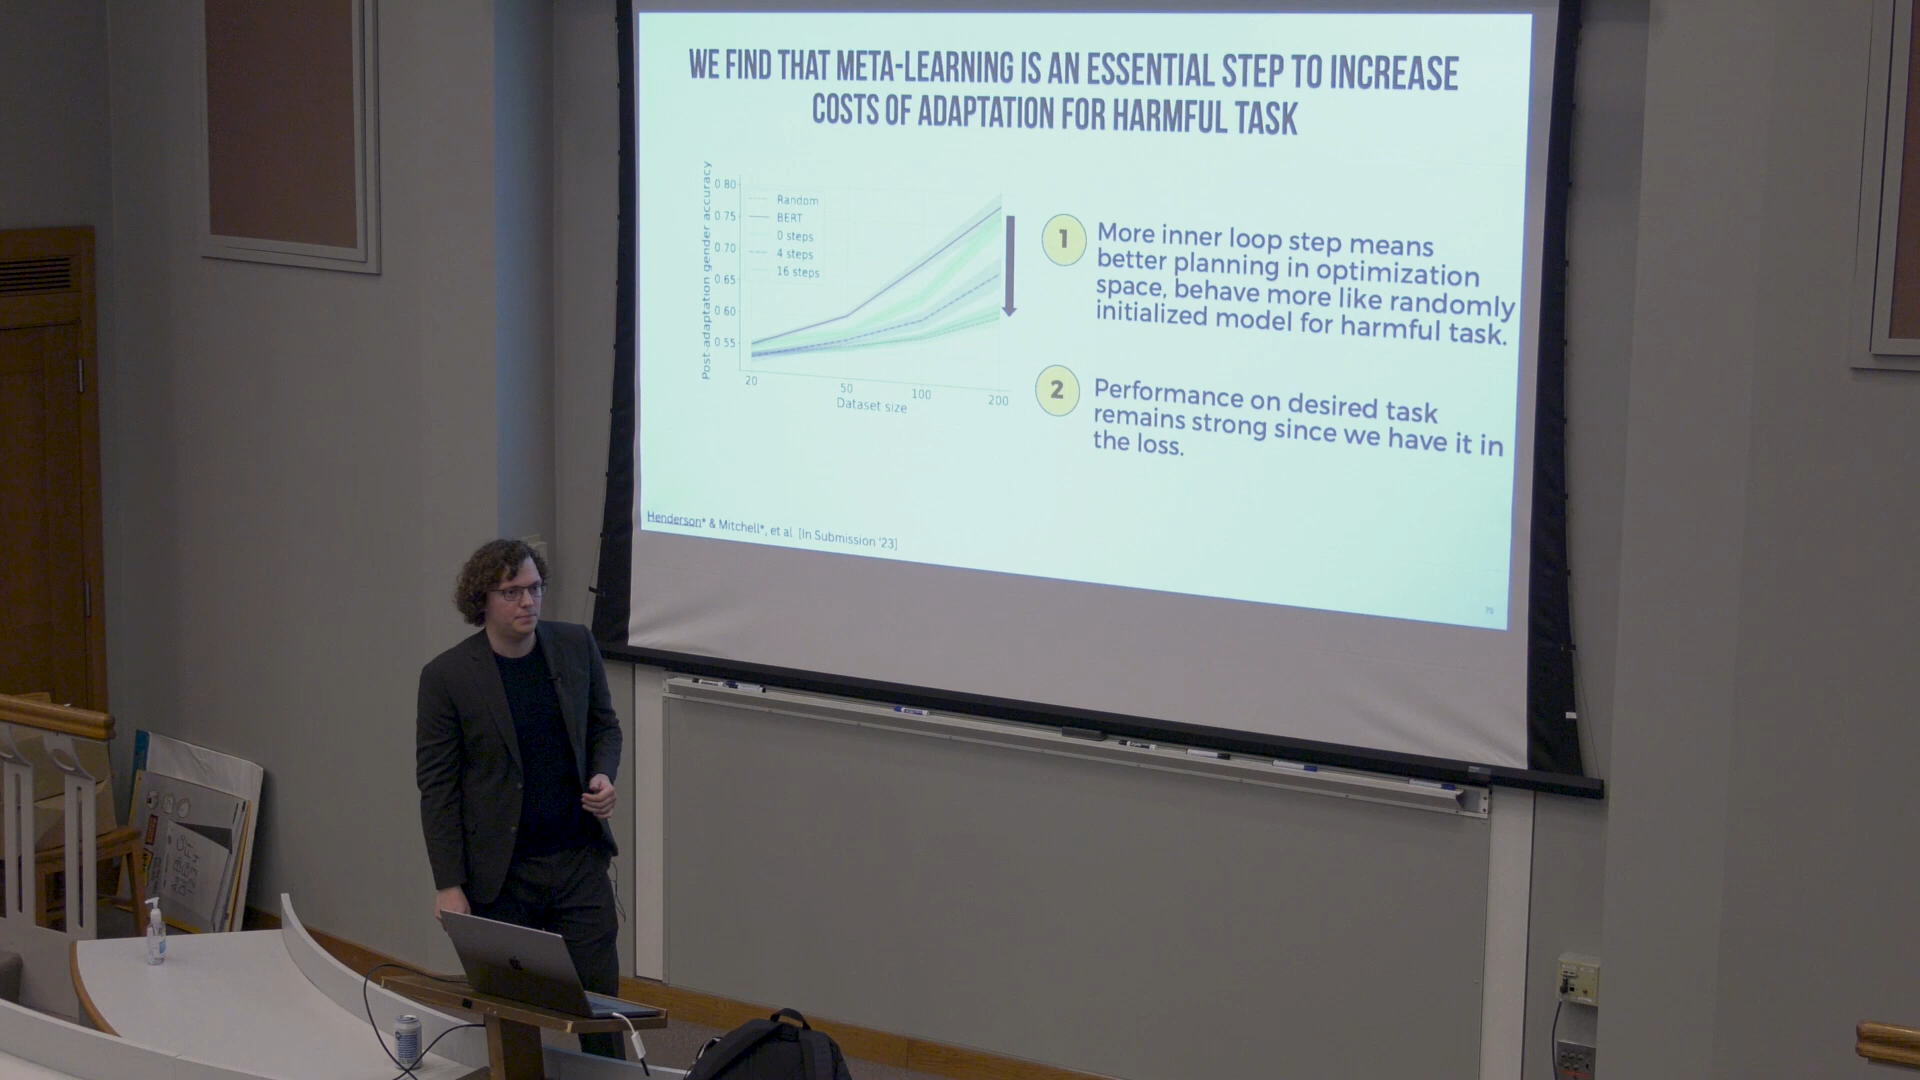 WE FIND THAT META-LEARNING IS AN ESSENTIAL STEP TO INCREASE
COSTS OF ADAPTATION FOR HARMFUL TASK
Post-adaptation gender accuracy
0.80
0.75
0.70
0.65
0.60
0.55
Random
BERT
0 steps
4 steps
16 steps
20
50
100
200
Dataset size
1
More inner loop step means
better planning in optimization
space, behave more like randomly
initialized model for harmful task.
2
Performance on desired task
remains strong since we have it in
the loss.
Henderson* & Mitchell*, et al. [In Submission '23]